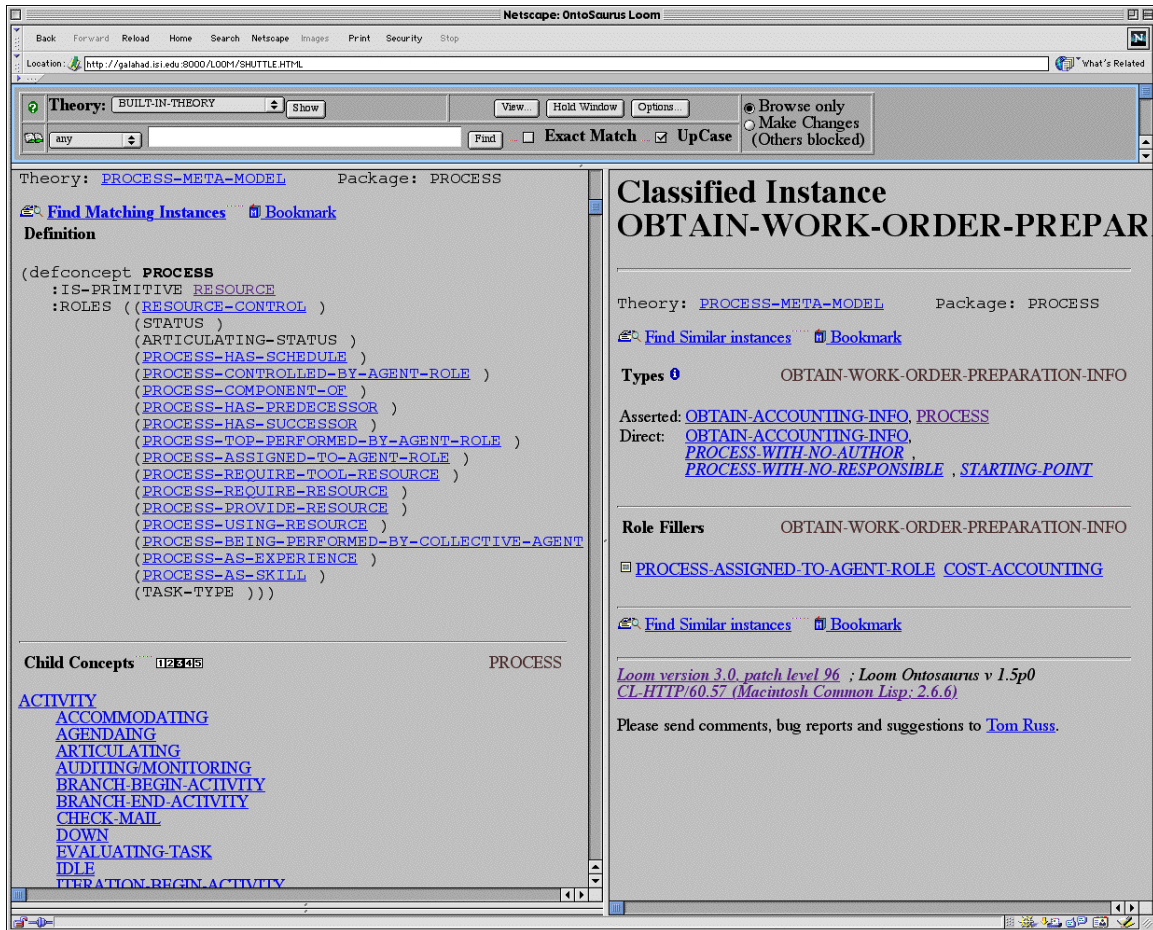 Netscape: OntoSaurus Loom
Back Forward Reload Home Search Netscape Images Print Security Stop
N
Location: http://galahad.isi.edu:8000/LOOM/SHUTTLE.HTML What's Related
Theory: BUILT-IN-THEORY Show View... Hold Window Options... Browse only
Make Changes
(Others blocked)
any Find Exact Match UpCase
Theory: PROCESS-META-MODEL Package: PROCESS
Find Matching Instances Bookmark
Definition
(defconcept PROCESS
:IS-PRIMITIVE RESOURCE
:ROLES ((RESOURCE-CONTROL )
(STATUS )
(ARTICULATING-STATUS )
(PROCESS-HAS-SCHEDULE )
(PROCESS-CONTROLLED-BY-AGENT-ROLE )
(PROCESS-COMPONENT-OF )
(PROCESS-HAS-PREDECESSOR )
(PROCESS-HAS-SUCCESSOR )
(PROCESS-TOP-PERFORMED-BY-AGENT-ROLE )
(PROCESS-ASSIGNED-TO-AGENT-ROLE )
(PROCESS-REQUIRE-TOOL-RESOURCE )
(PROCESS-REQUIRE-RESOURCE )
(PROCESS-PROVIDE-RESOURCE )
(PROCESS-USING-RESOURCE )
(PROCESS-BEING-PERFORMED-BY-COLLECTIVE-AGENT
(PROCESS-AS-EXPERIENCE )
(PROCESS-AS-SKILL )
(TASK-TYPE )))
Child Concepts 1 2 3 4 5 PROCESS
ACTIVITY
ACCOMMODATING
AGENDAING
ARTICULATING
AUDITING/MONITORING
BRANCH-BEGIN-ACTIVITY
BRANCH-END-ACTIVITY
CHECK-MAIL
DOWN
EVALUATING-TASK
IDLE
ITERATION-BEGIN-ACTIVITY
Classified Instance
OBTAIN-WORK-ORDER-PREPAR
Theory: PROCESS-META-MODEL Package: PROCESS
Find Similar instances Bookmark
Types OBTAIN-WORK-ORDER-PREPARATION-INFO
Asserted: OBTAIN-ACCOUNTING-INFO, PROCESS
Direct: OBTAIN-ACCOUNTING-INFO,
PROCESS-WITH-NO-AUTHOR ,
PROCESS-WITH-NO-RESPONSIBLE , STARTING-POINT
Role Fillers OBTAIN-WORK-ORDER-PREPARATION-INFO
PROCESS-ASSIGNED-TO-AGENT-ROLE COST-ACCOUNTING
Find Similar instances Bookmark
Loom version 3.0, patch level 96 ; Loom Ontosaurus v 1.5p0
CL-HTTP/60.57 (Macintosh Common Lisp: 2.6.6)
Please send comments, bug reports and suggestions to Tom Russ.